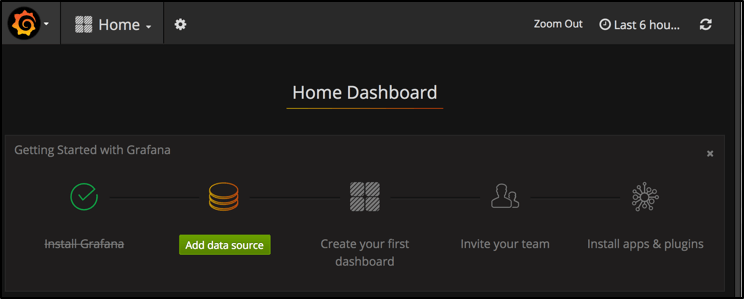 Home
Zoom Out
Last 6 hou...
Home Dashboard
Getting Started with Grafana
Install Grafana
Add data source
Create your first
dashboard
Invite your team
Install apps & plugins